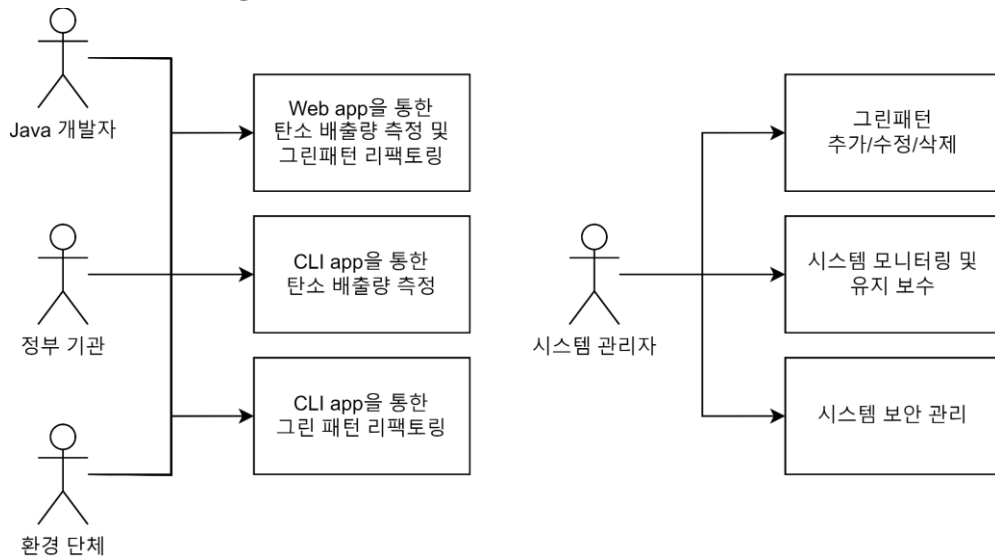 Java 개발자
Web app을 통한
탄소 배출량 측정 및
그린패턴 리팩토링
정부 기관
CLI app을 통한
탄소 배출량 측정
환경 단체
CLI app을 통한
그린 패턴 리팩토링
시스템 관리자
그린패턴
추가/수정/삭제
시스템 모니터링 및
유지 보수
시스템 보안 관리